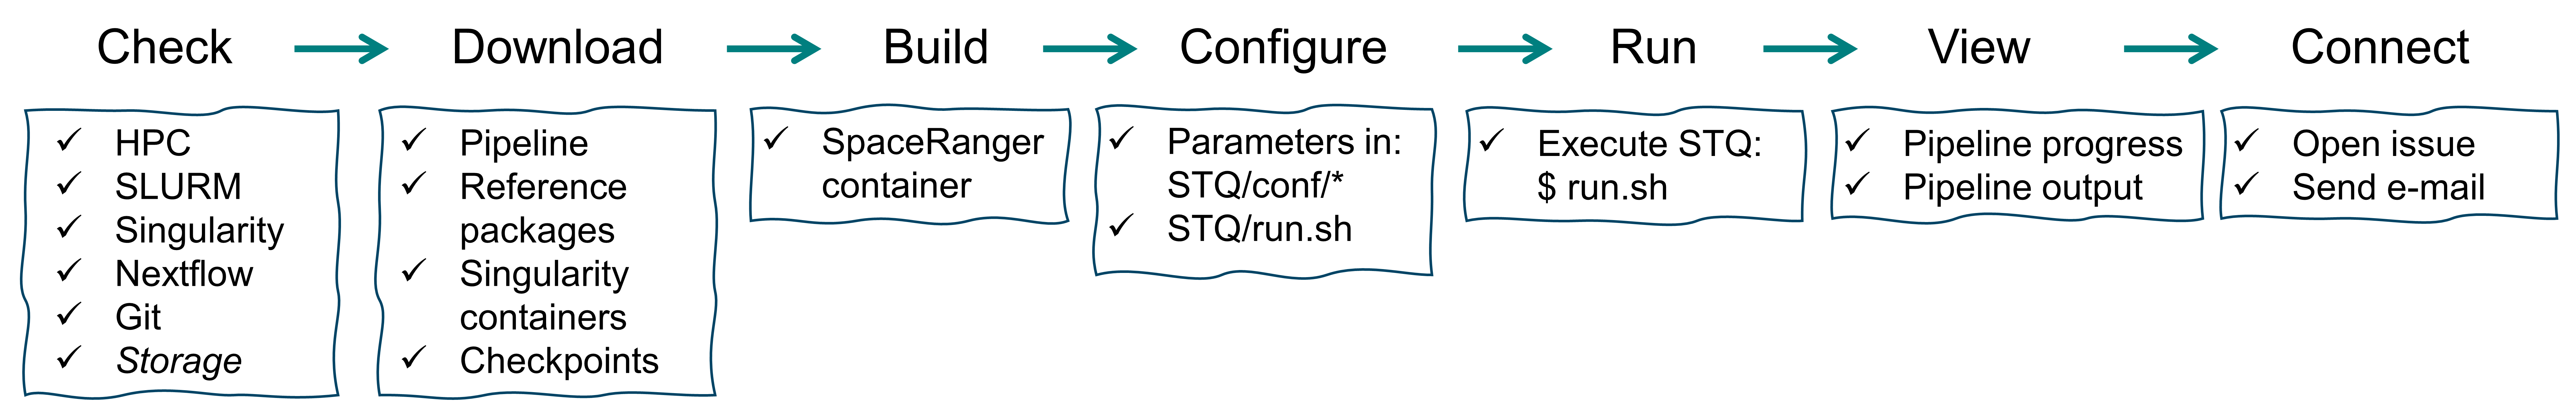 Check
Download
Build
Configure
Run
View
Connect
HPC
SLURM
Singularity
Nextflow
Git
Storage
Pipeline
Reference
packages
Singularity
containers
Checkpoints
SpaceRanger
container
Parameters in:
STQ/conf/*
STQ/run.sh
Execute STQ:
$ run.sh
Pipeline progress
Pipeline output
Open issue
Send e-mail